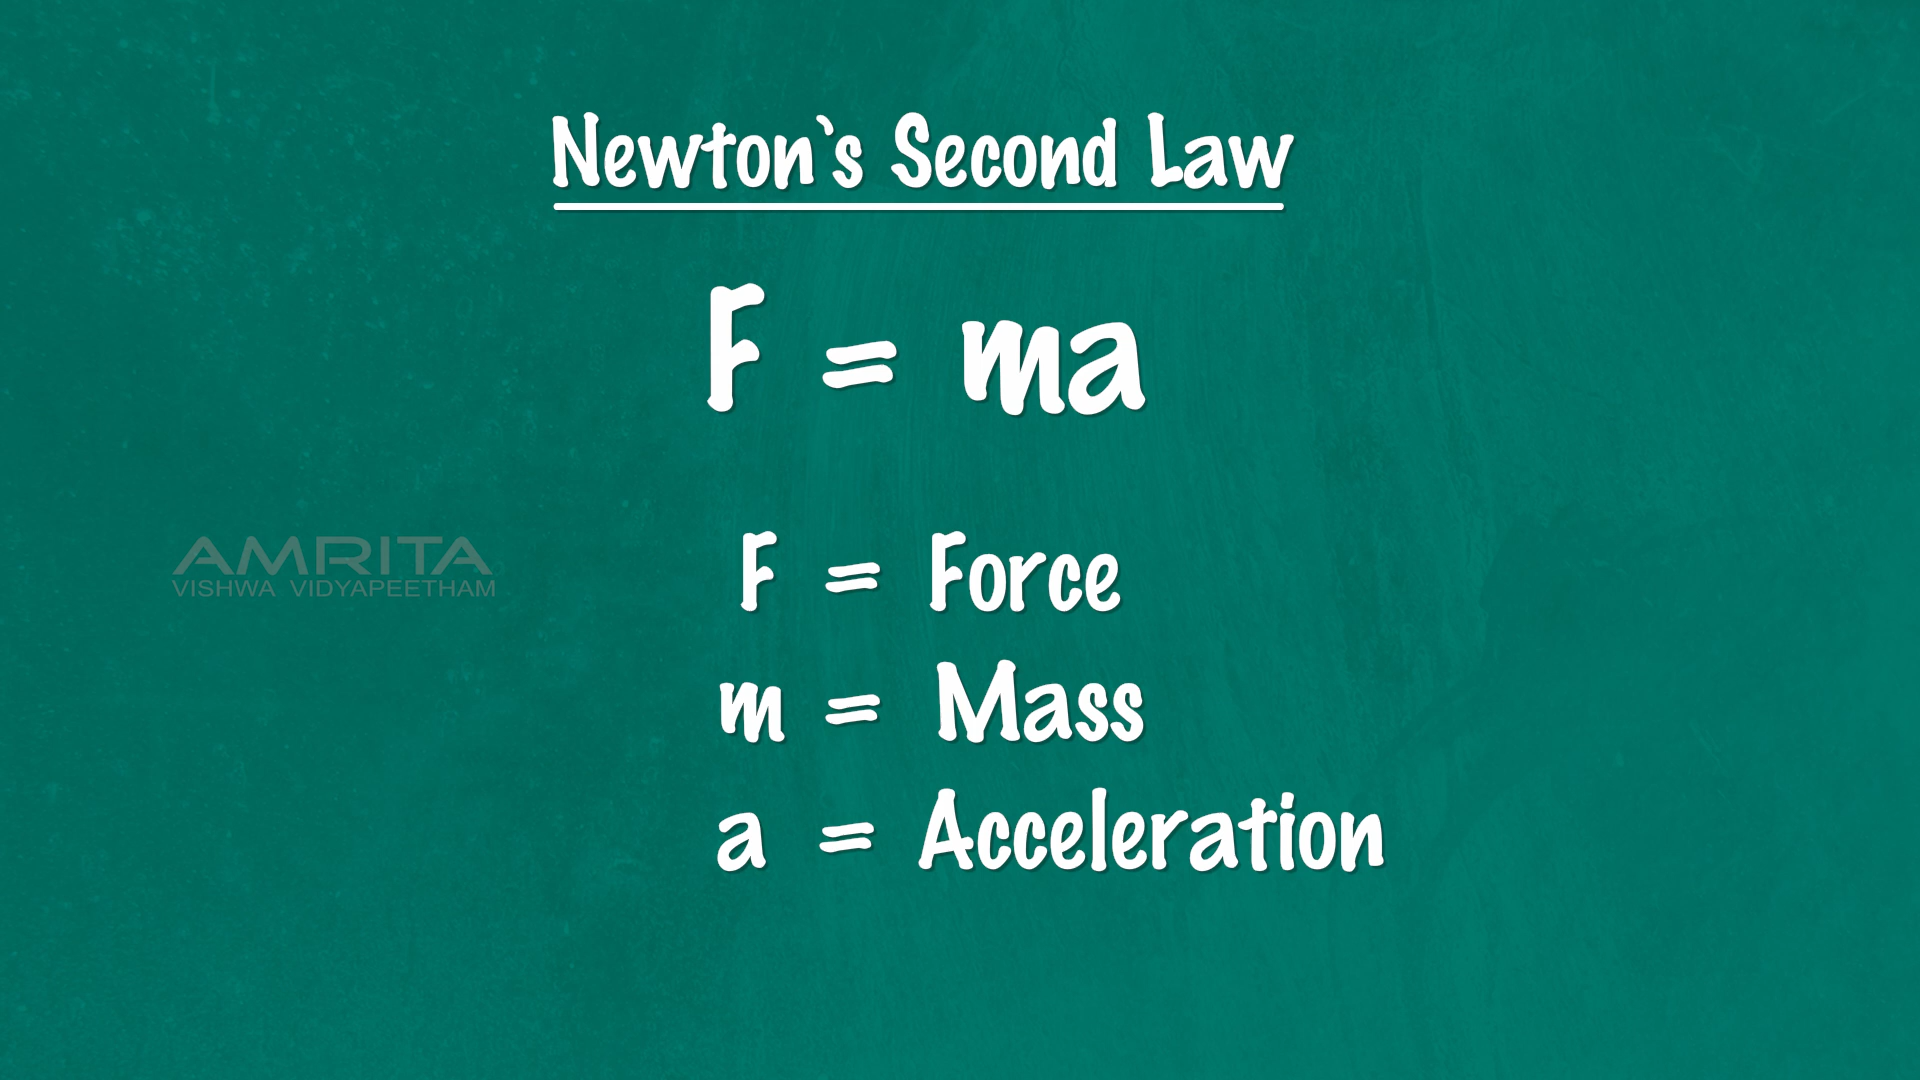 Newton`s Second Law
F = ma
AMRITA
VISHWA VIDYAPEETHAM
F = Force
m = Mass
a = Acceleration